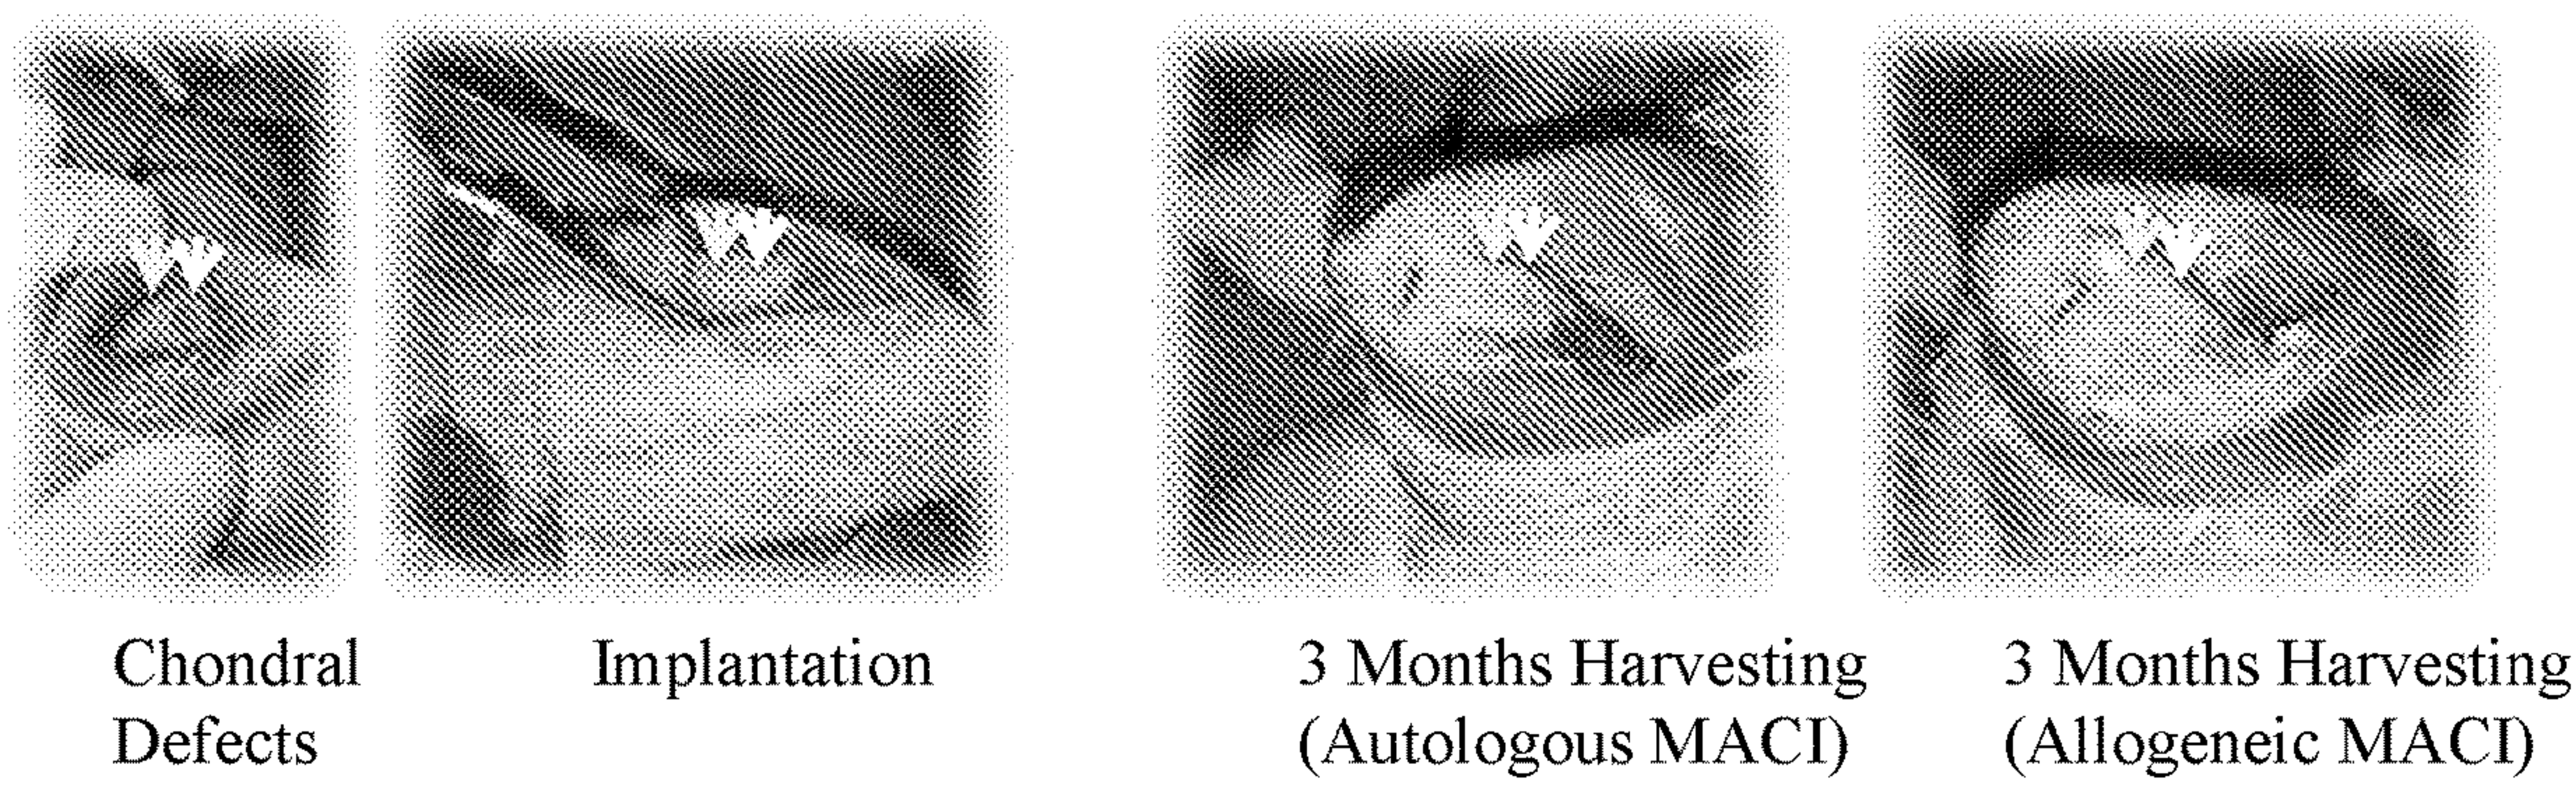 Chondral
Defects
Implantation
3 Months Harvesting
(Autologous MACI)
3 Months Harvesting
(Allogeneic MACI)